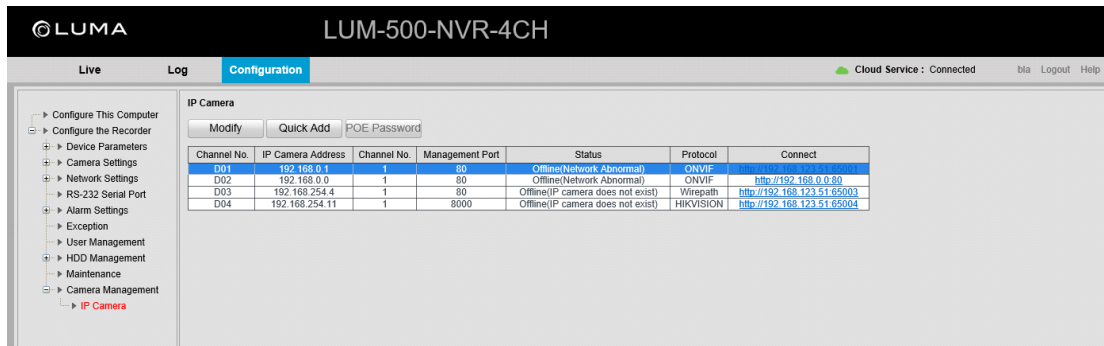 LUMA LUM-500-NVR-4CH
Live Log Configuration Cloud Service : Connected bla Logout Help
Configure This Computer
Configure the Recorder
Device Parameters
Camera Settings
Network Settings
RS-232 Serial Port
Alarm Settings
Exception
User Management
HDD Management
Maintenance
Camera Management
IP Camera
IP Camera
Modify Quick Add POE Password
Channel No. IP Camera Address Channel No. Management Port Status Protocol Connect
D01 192.168.0.1 1 80 Offline(Network Abnormal) ONVIF http://192.168.123.51:65001
D02 192.168.0.0 1 80 Offline(Network Abnormal) ONVIF http://192.168.0.0:80
D03 192.168.254.4 1 80 Offline(IP camera does not exist) Wirepath http://192.168.123.51:65003
D04 192.168.254.11 1 8000 Offline(IP camera does not exist) HIKVISION http://192.168.123.51:65004